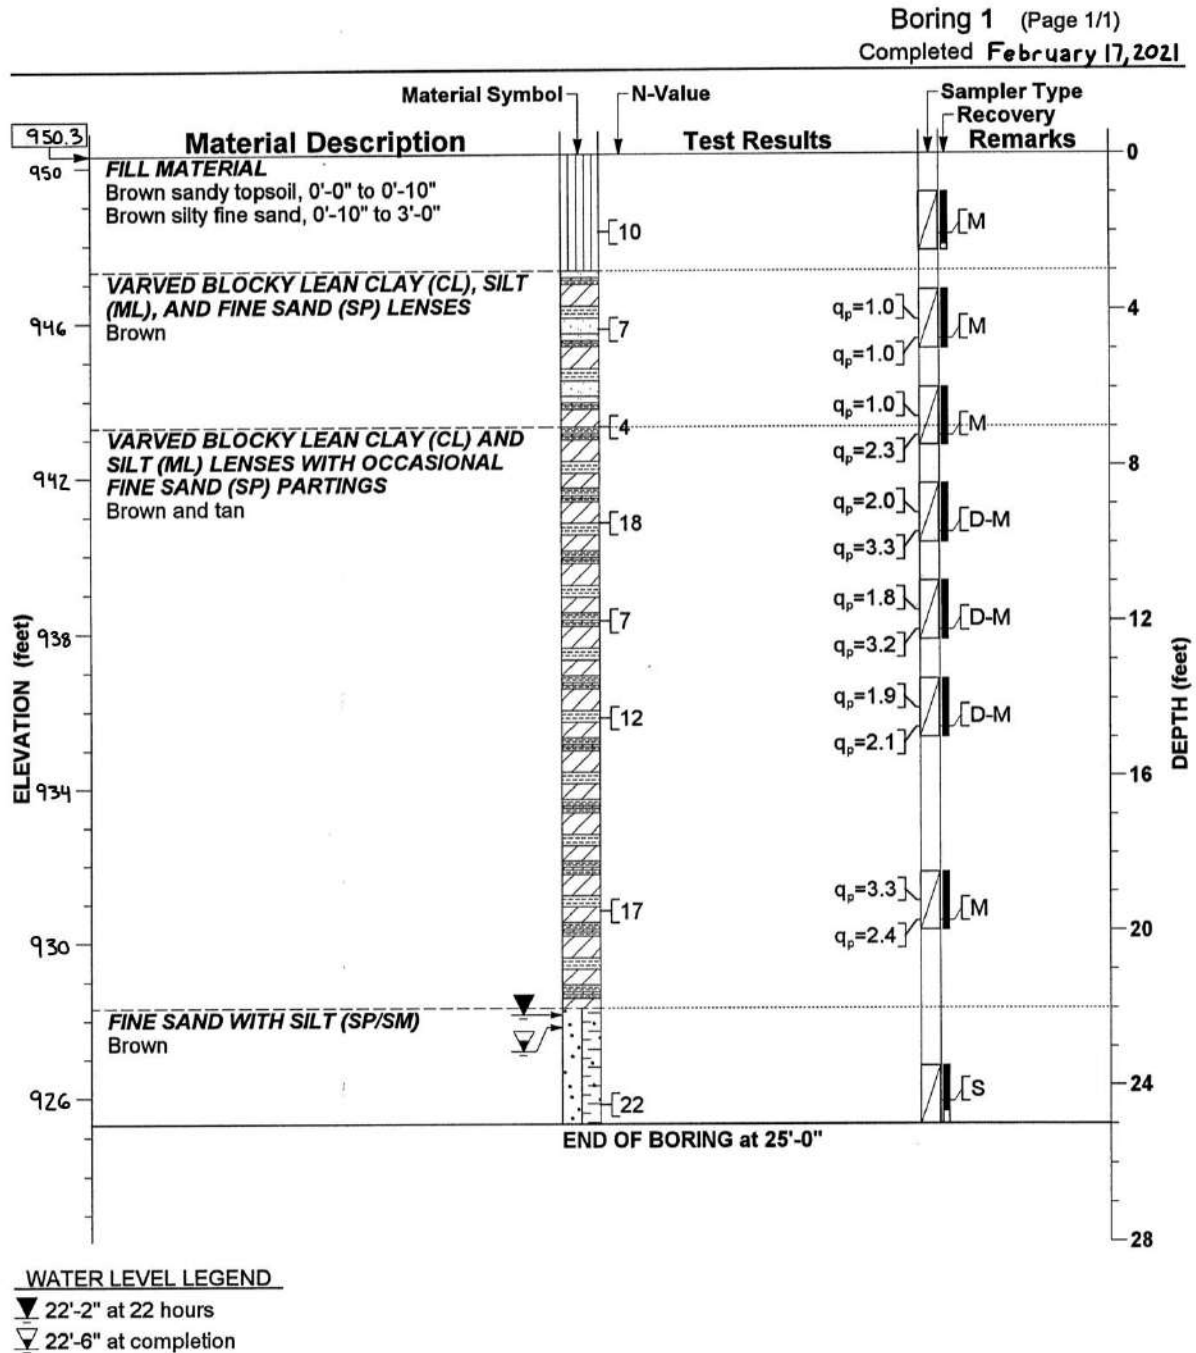 Boring 1 (Page 1/1)
Completed February 17, 2021
Material Symbol
N-Value
Sampler Type
Recovery
950.3
Material Description
Test Results
Remarks
0
950
FILL MATERIAL
Brown sandy topsoil, 0'-0" to 0'-10"
Brown silty fine sand, 0'-10" to 3'-0"
10
M
VARVED BLOCKY LEAN CLAY (CL), SILT
(ML), AND FINE SAND (SP) LENSES
Brown
946
7
qp=1.0
qp=1.0
M
4
qp=1.0
4
qp=2.3
M
VARVED BLOCKY LEAN CLAY (CL) AND
SILT (ML) LENSES WITH OCCASIONAL
FINE SAND (SP) PARTINGS
Brown and tan
942
8
18
qp=2.0
qp=3.3
D-M
ELEVATION (feet)
938
7
qp=1.8
qp=3.2
D-M
12
DEPTH (feet)
12
qp=1.9
qp=2.1
D-M
16
934
17
qp=3.3
qp=2.4
M
20
930
FINE SAND WITH SILT (SP/SM)
Brown
926
22
S
24
END OF BORING at 25'-0"
28
WATER LEVEL LEGEND
22'-2" at 22 hours
22'-6" at completion